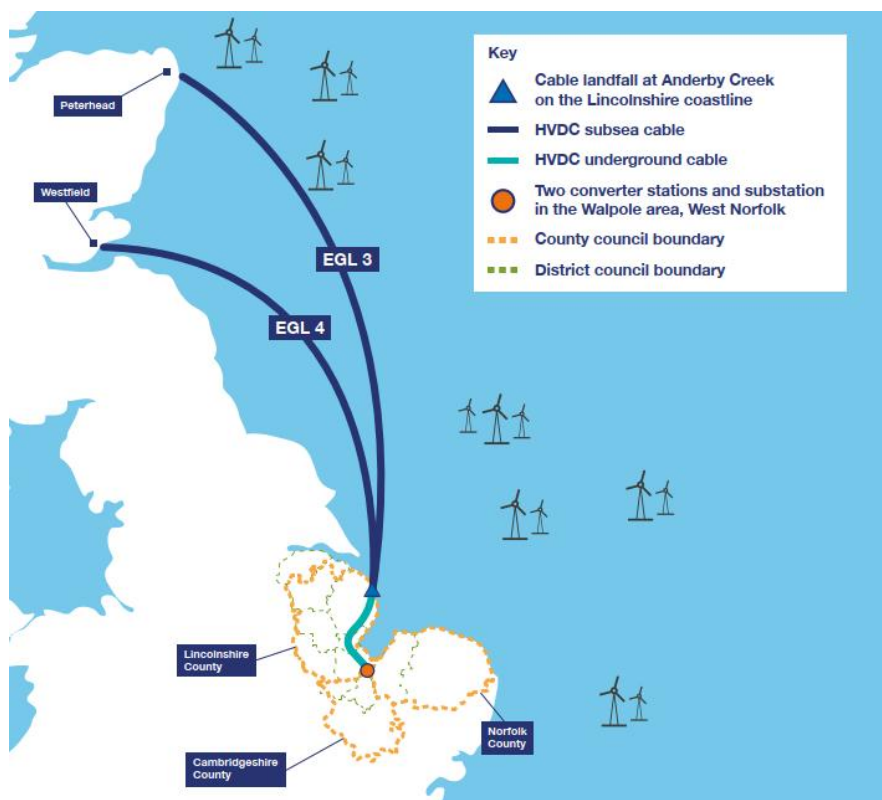 Key
Cable landfall at Anderby Creek
on the Lincolnshire coastline
HVDC subsea cable
HVDC underground cable
Two converter stations and substation
in the Walpole area, West Norfolk
County council boundary
District council boundary
Peterhead
Westfield
EGL 3
EGL 4
Lincolnshire
County
Norfolk
County
Cambridgeshire
County